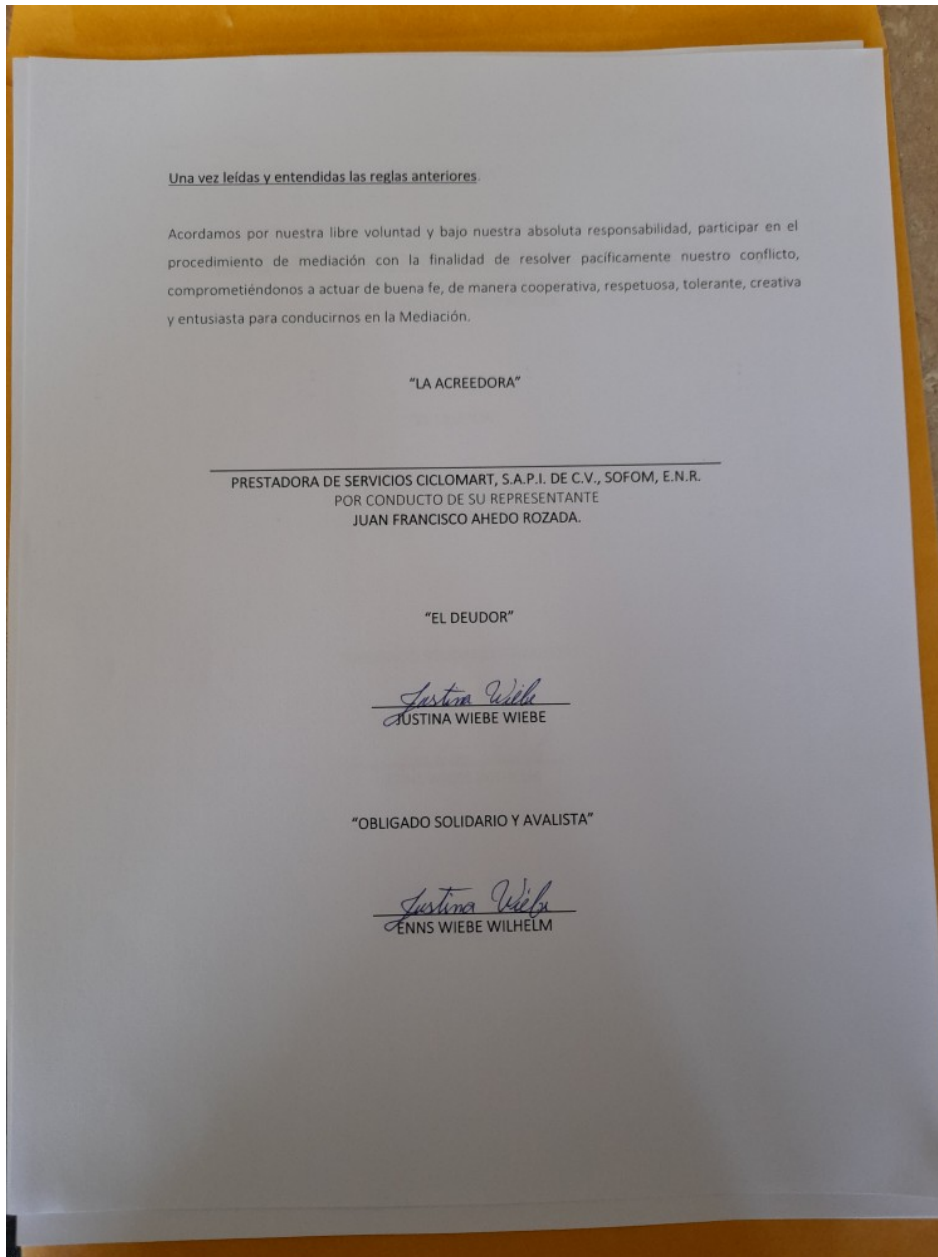 Una vez leídas y entendidas las reglas anteriores.
Acordamos por nuestra libre voluntad y bajo nuestra absoluta responsabilidad, participar en el
procedimiento de mediación con la finalidad de resolver pacíficamente nuestro conflicto,
comprometiéndonos a actuar de buena fe, de manera cooperativa, respetuosa, tolerante, creativa
y entusiasta para conducirnos en la Mediación.
“LA ACREEDORA”
PRESTADORA DE SERVICIOS CICLOMART, S.A.P.I. DE C.V., SOFOM, E.N.R.
POR CONDUCTO DE SU REPRESENTANTE
JUAN FRANCISCO AHEDO ROZADA.
“EL DEUDOR”
Justina Wiebe
JUSTINA WIEBE WIEBE
“OBLIGADO SOLIDARIO Y AVALISTA”
Justina Wiebe
ENNS WIEBE WILHELM